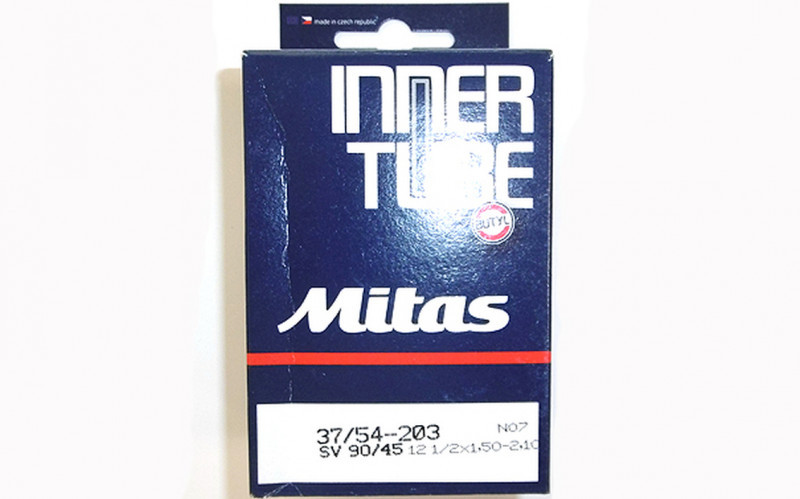 made in czech republic
INNER
TUBE
BUTYL
Mitas
37/54-203 N07
SV 90/45 12 1/2x1.50-2.10